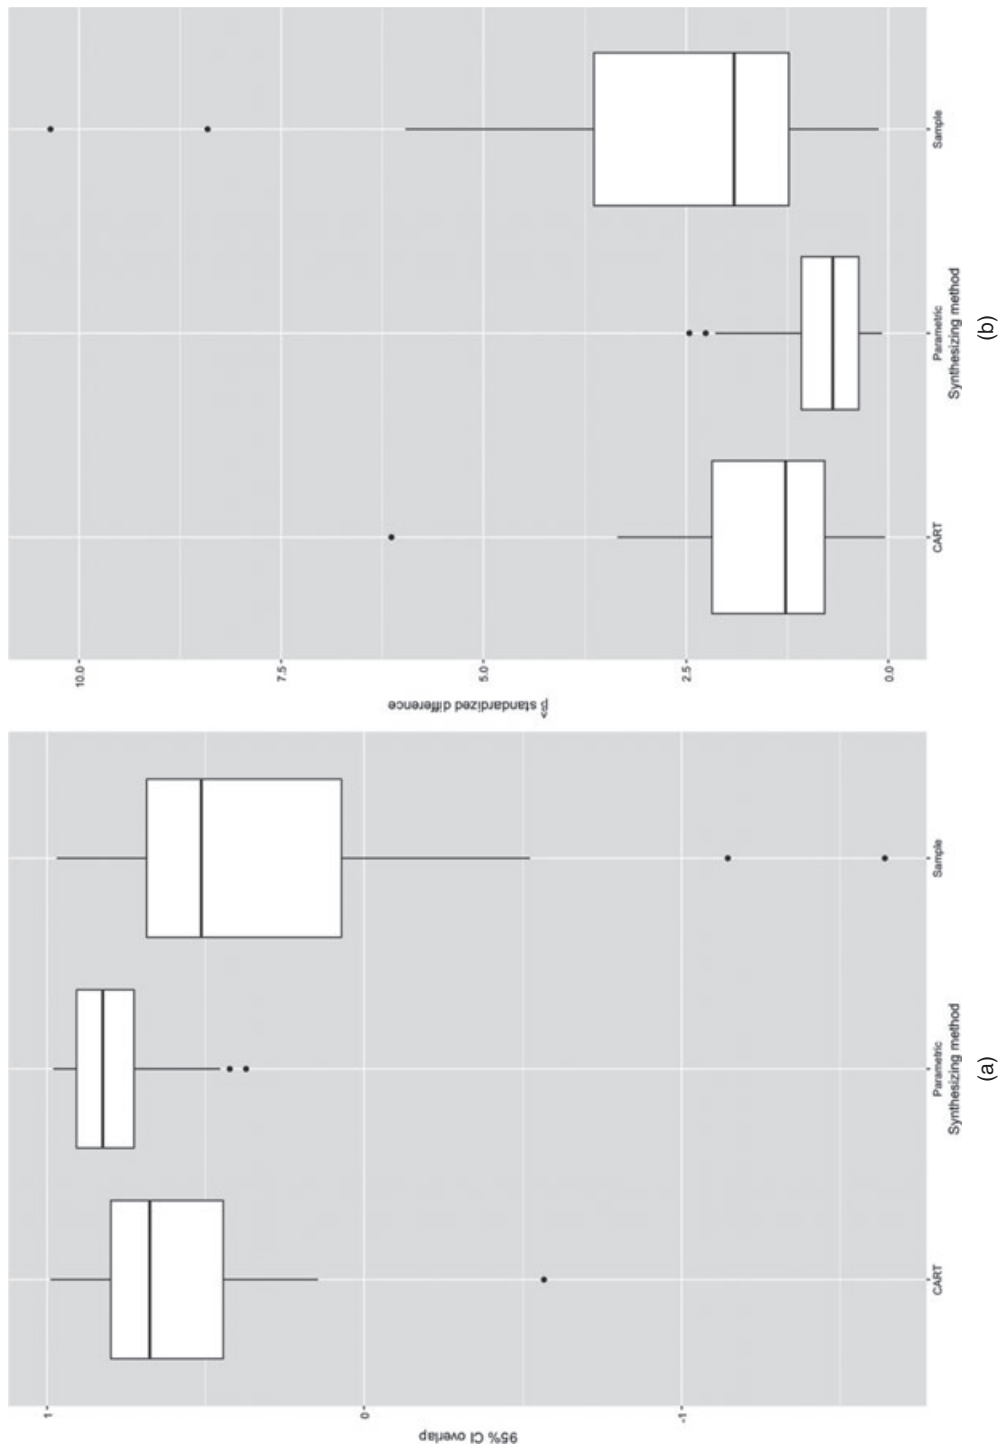 1
0
-1
95% CI overlap
CART
Parametric
Sample
Synthesizing method
(a)
10.0
7.5
5.0
2.5
0.0
β̂ standardized difference
CART
Parametric
Sample
Synthesizing method
(b)